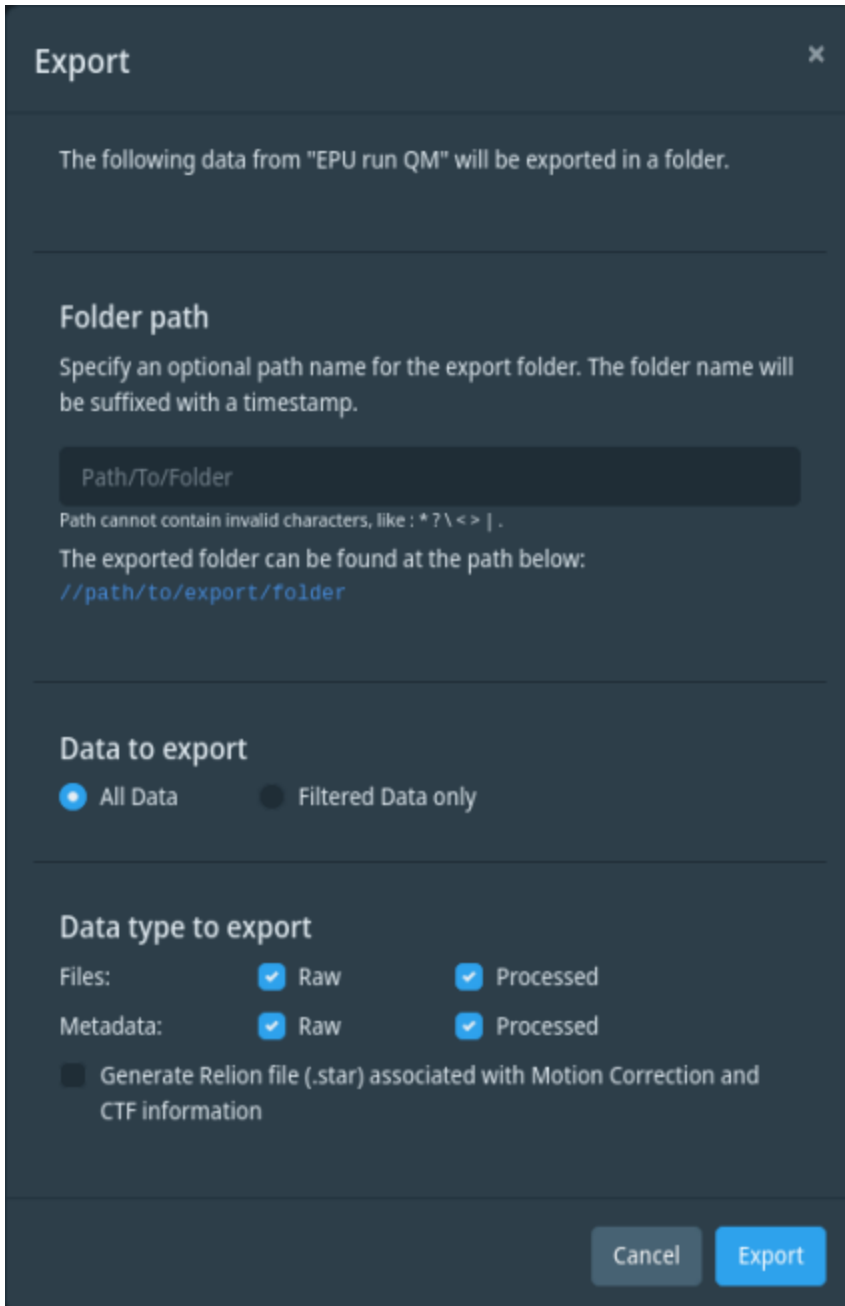 Export
×
The following data from "EPU run QM" will be exported in a folder.
Folder path
Specify an optional path name for the export folder. The folder name will
be suffixed with a timestamp.
Path/To/Folder
Path cannot contain invalid characters, like : * ? \ < > | .
The exported folder can be found at the path below:
//path/to/export/folder
Data to export
All Data Filtered Data only
Data type to export
Files: Raw Processed
Metadata: Raw Processed
Generate Relion file (.star) associated with Motion Correction and
CTF information
Cancel Export